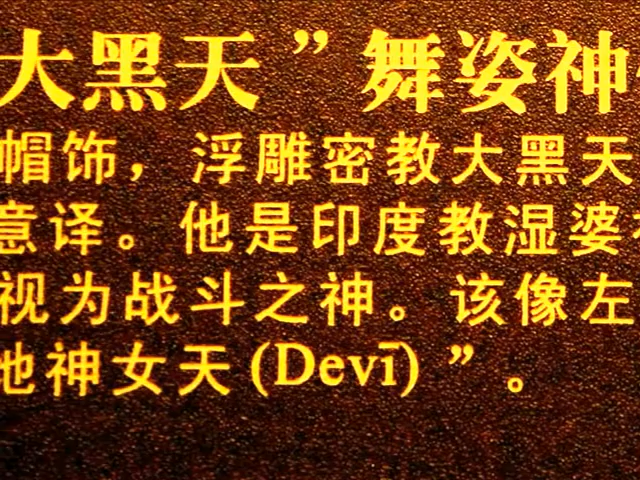 大黑天”舞姿神
帽饰，浮雕密教大黑天
意译。他是印度教湿婆
视为战斗之神。该像左
地神女天(Devī)”。